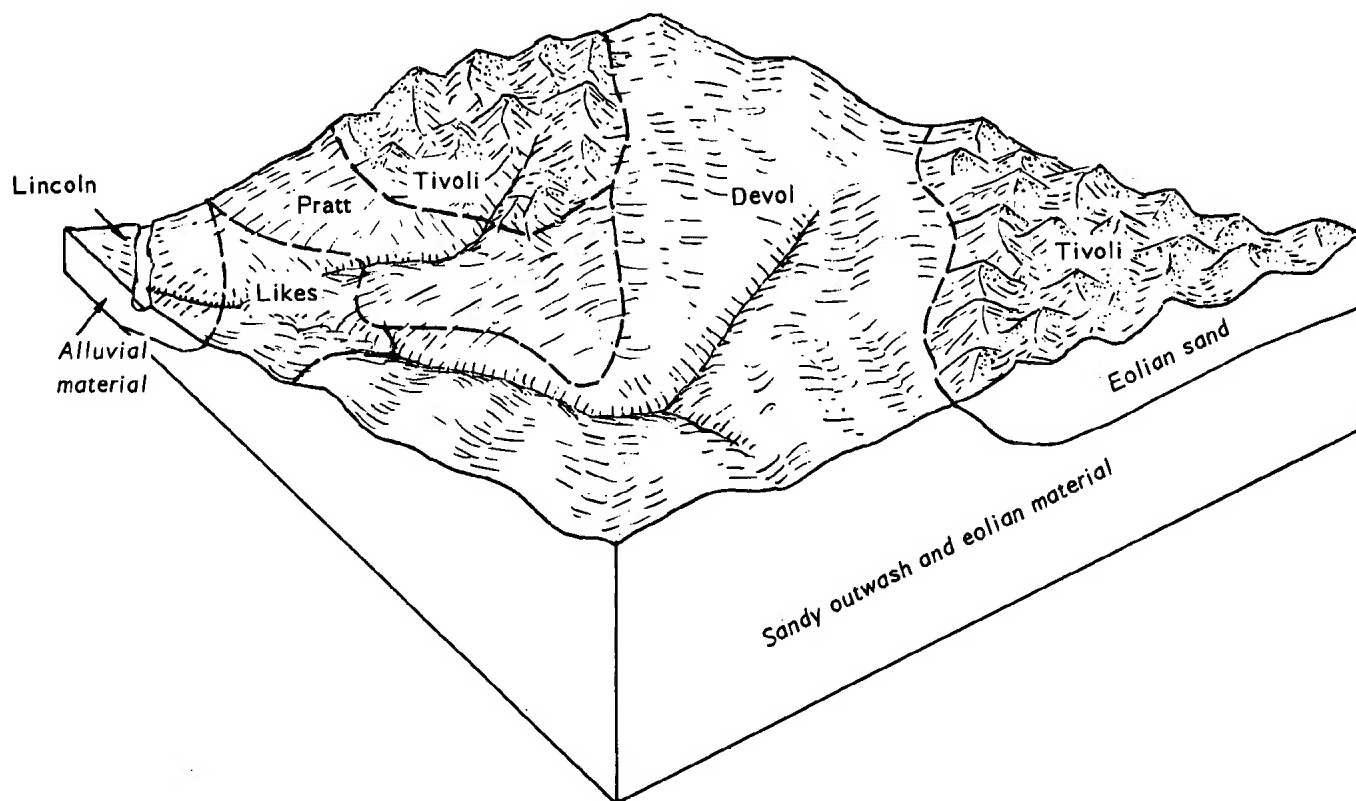 Lincoln
Pratt
Tivoli
Devol
Tivoli
Likes
Alluvial
material
Eolian sand
Sandy outwash and eolian material